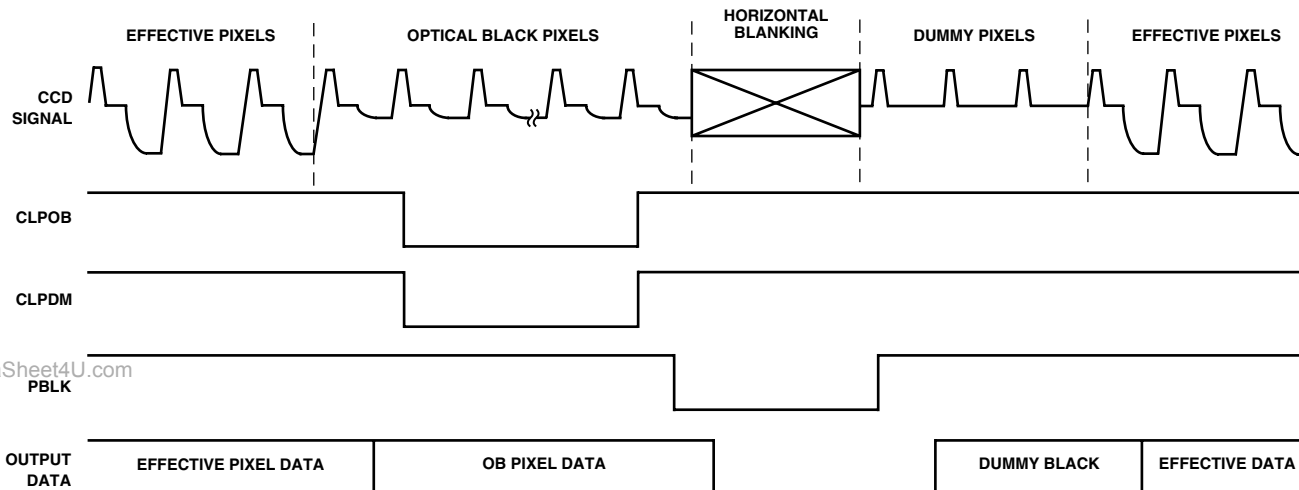 HORIZONTAL
BLANKING
EFFECTIVE PIXELS
OPTICAL BLACK PIXELS
DUMMY PIXELS
EFFECTIVE PIXELS
CCD
SIGNAL
CLPOB
CLPDM
Sheet4U.com
PBLK
OUTPUT
DATA
EFFECTIVE PIXEL DATA
OB PIXEL DATA
DUMMY BLACK
EFFECTIVE DATA